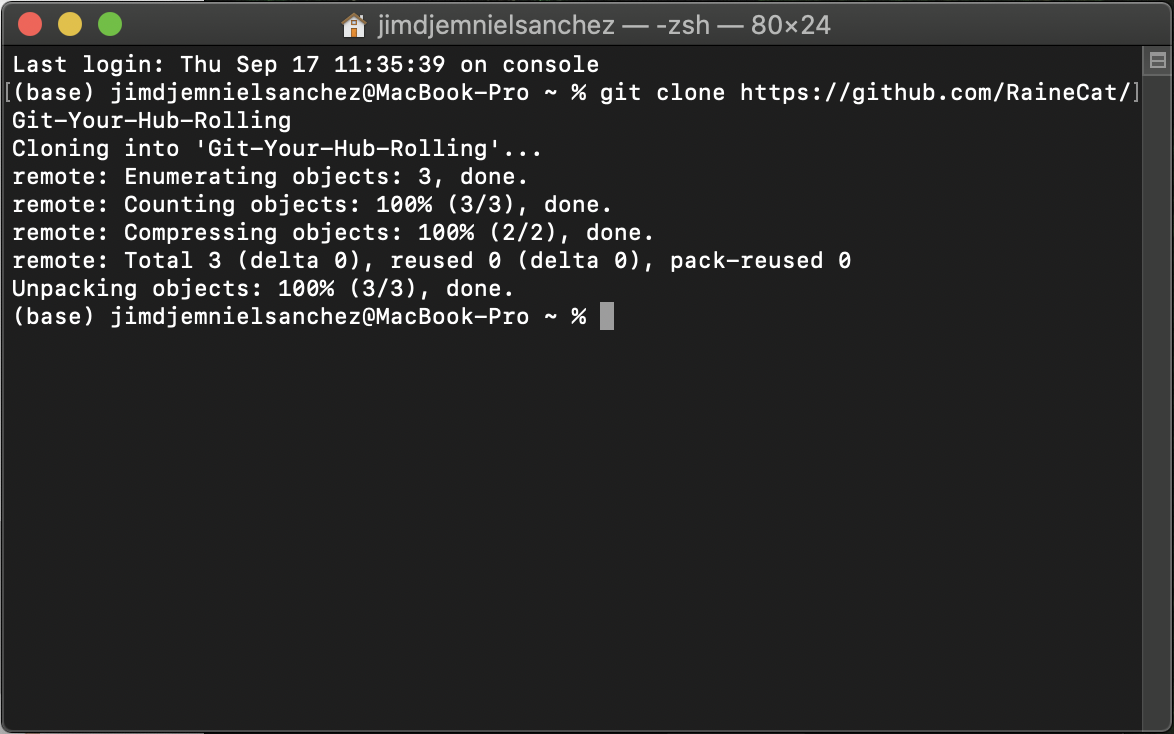 jimdjemnielsanchez — -zsh — 80×24
Last login: Thu Sep 17 11:35:39 on console
[(base) jimdjemnielsanchez@MacBook-Pro ~ % git clone https://github.com/RaineCat/]
Git-Your-Hub-Rolling
Cloning into 'Git-Your-Hub-Rolling'...
remote: Enumerating objects: 3, done.
remote: Counting objects: 100% (3/3), done.
remote: Compressing objects: 100% (2/2), done.
remote: Total 3 (delta 0), reused 0 (delta 0), pack-reused 0
Unpacking objects: 100% (3/3), done.
(base) jimdjemnielsanchez@MacBook-Pro ~ %